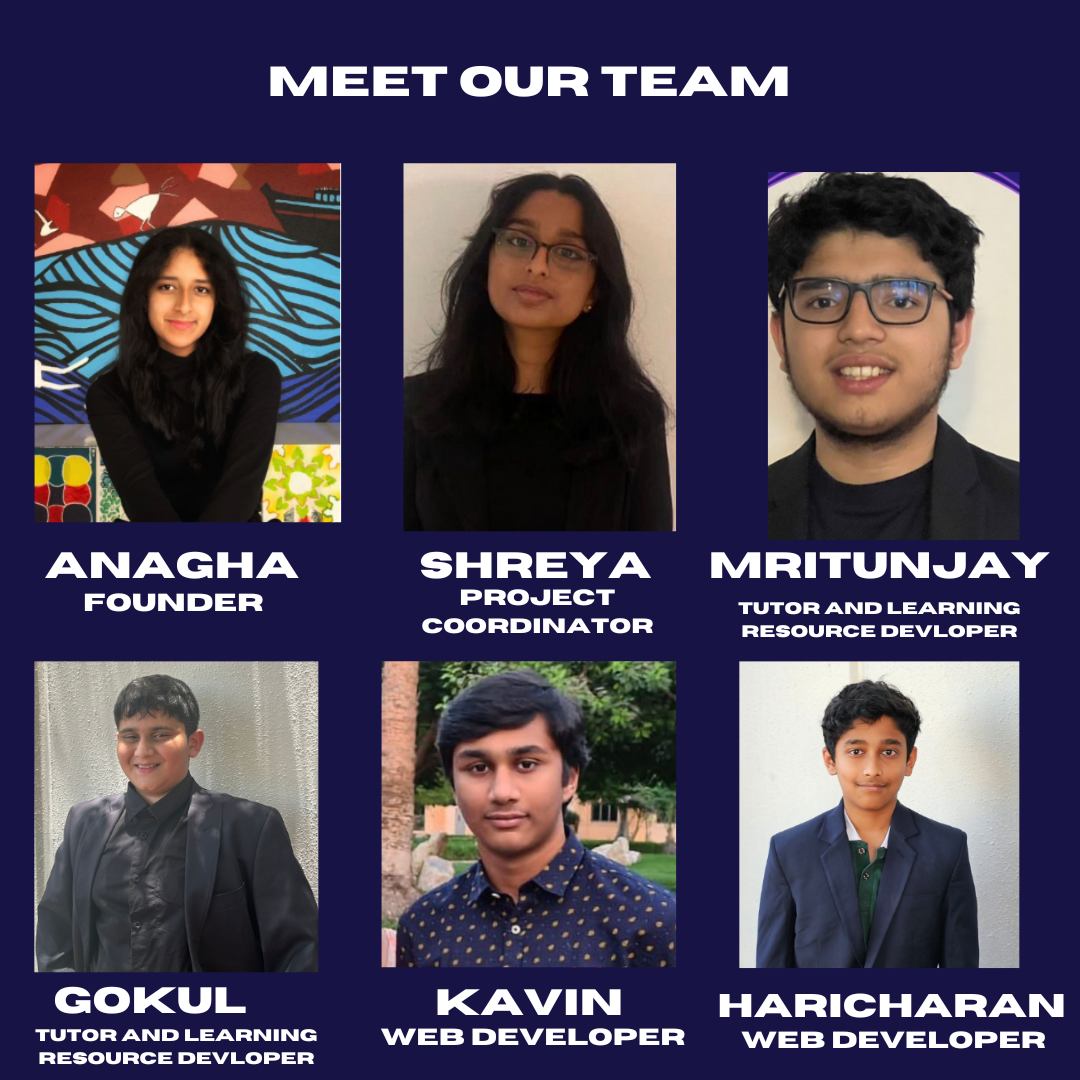 MEET OUR TEAM
ANAGHA
FOUNDER
SHREYA
PROJECT
COORDINATOR
MRITUNJAY
TUTOR AND LEARNING
RESOURCE DEVLOPER
GOKUL
TUTOR AND LEARNING
RESOURCE DEVLOPER
KAVIN
WEB DEVELOPER
HARICHARAN
WEB DEVELOPER